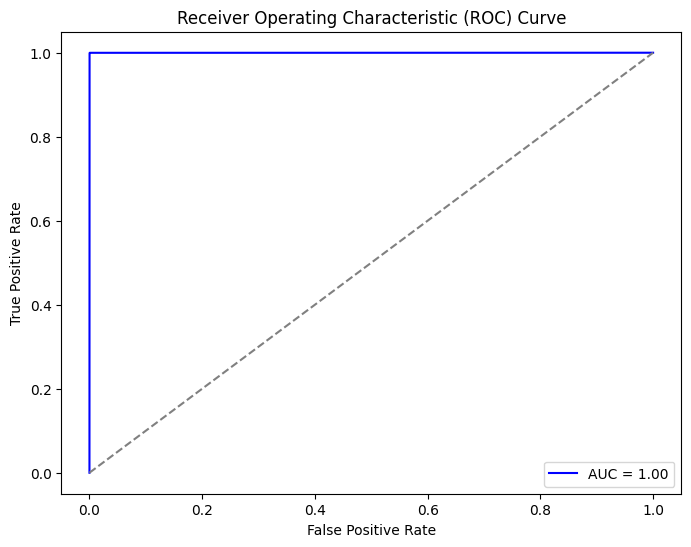 Receiver Operating Characteristic (ROC) Curve
True Positive Rate
1.0
0.8
0.6
0.4
0.2
0.0
AUC = 1.00
0.0 0.2 0.4 0.6 0.8 1.0
False Positive Rate